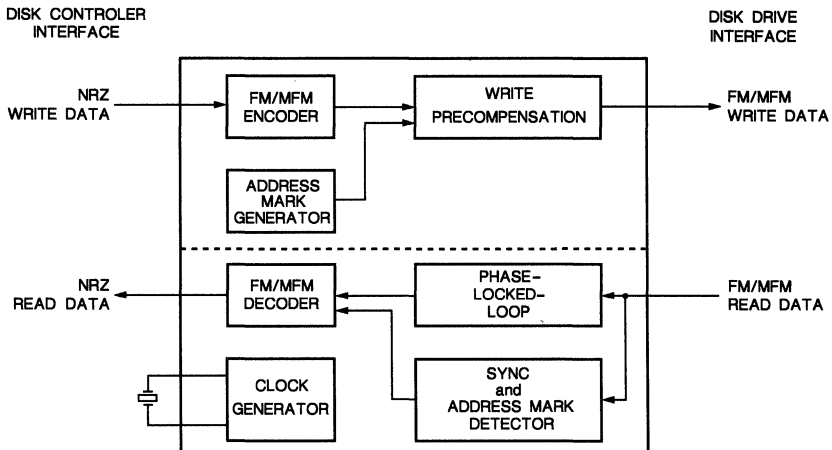 DISK CONTROLER
INTERFACE
DISK DRIVE
INTERFACE
NRZ
WRITE DATA
FM/MFM
ENCODER
WRITE
PRECOMPENSATION
FM/MFM
WRITE DATA
ADDRESS
MARK
GENERATOR
NRZ
READ DATA
FM/MFM
DECODER
PHASE-
LOCKED-
LOOP
FM/MFM
READ DATA
CLOCK
GENERATOR
SYNC
and
ADDRESS MARK
DETECTOR